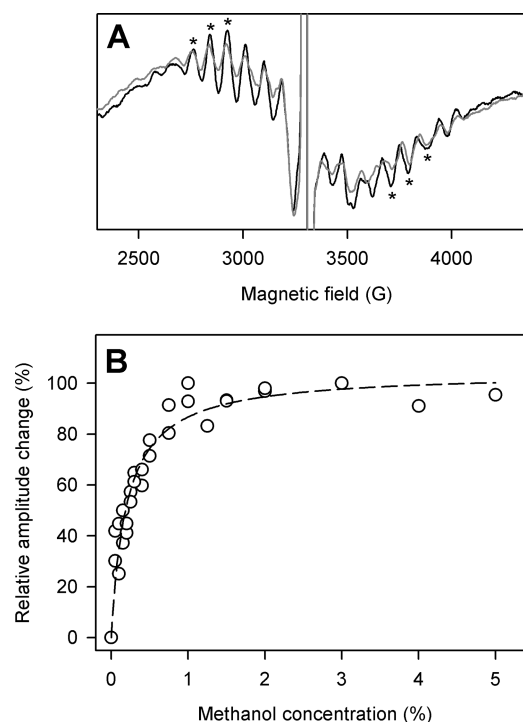 A
* * *
* * *
2500 3000 3500 4000
Magnetic field (G)
B
Relative amplitude change (%)
100
80
60
40
20
0
0 1 2 3 4 5
Methanol concentration (%)